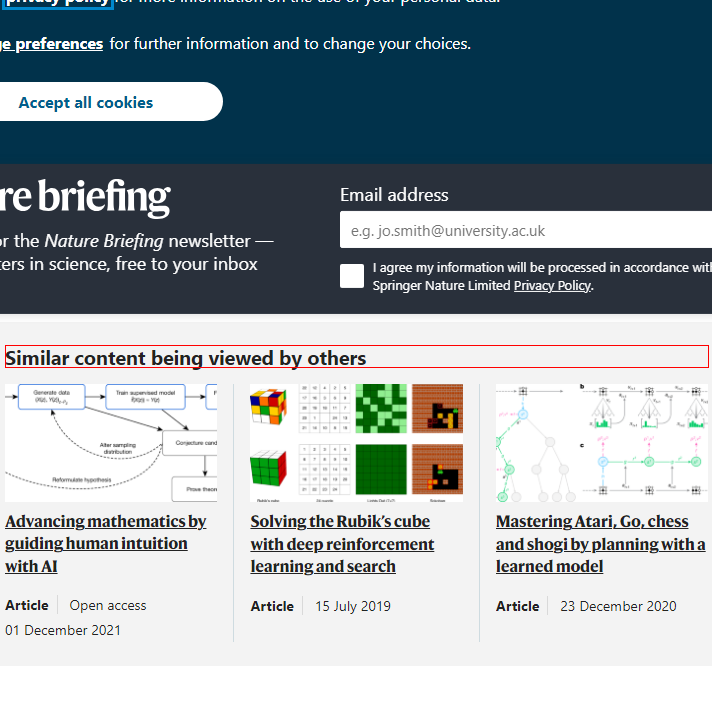 privacy policy for more information on the use of your personal data.
ge preferences for further information and to change your choices.
Accept all cookies
re briefing
or the Nature Briefing newsletter —
ters in science, free to your inbox
Email address
e.g. jo.smith@university.ac.uk
I agree my information will be processed in accordance with
Springer Nature Limited Privacy Policy.
Similar content being viewed by others
Generate data
Train supervised model
After sampling
distribution
Conjecture cand
Reformulate hypothesis
Prove theor
Advancing mathematics by
guiding human intuition
with AI
Article Open access
01 December 2021
Rubik's cube
Solving the Rubik's cube
with deep reinforcement
learning and search
Article 15 July 2019
b
c
Mastering Atari, Go, chess
and shogi by planning with a
learned model
Article 23 December 2020